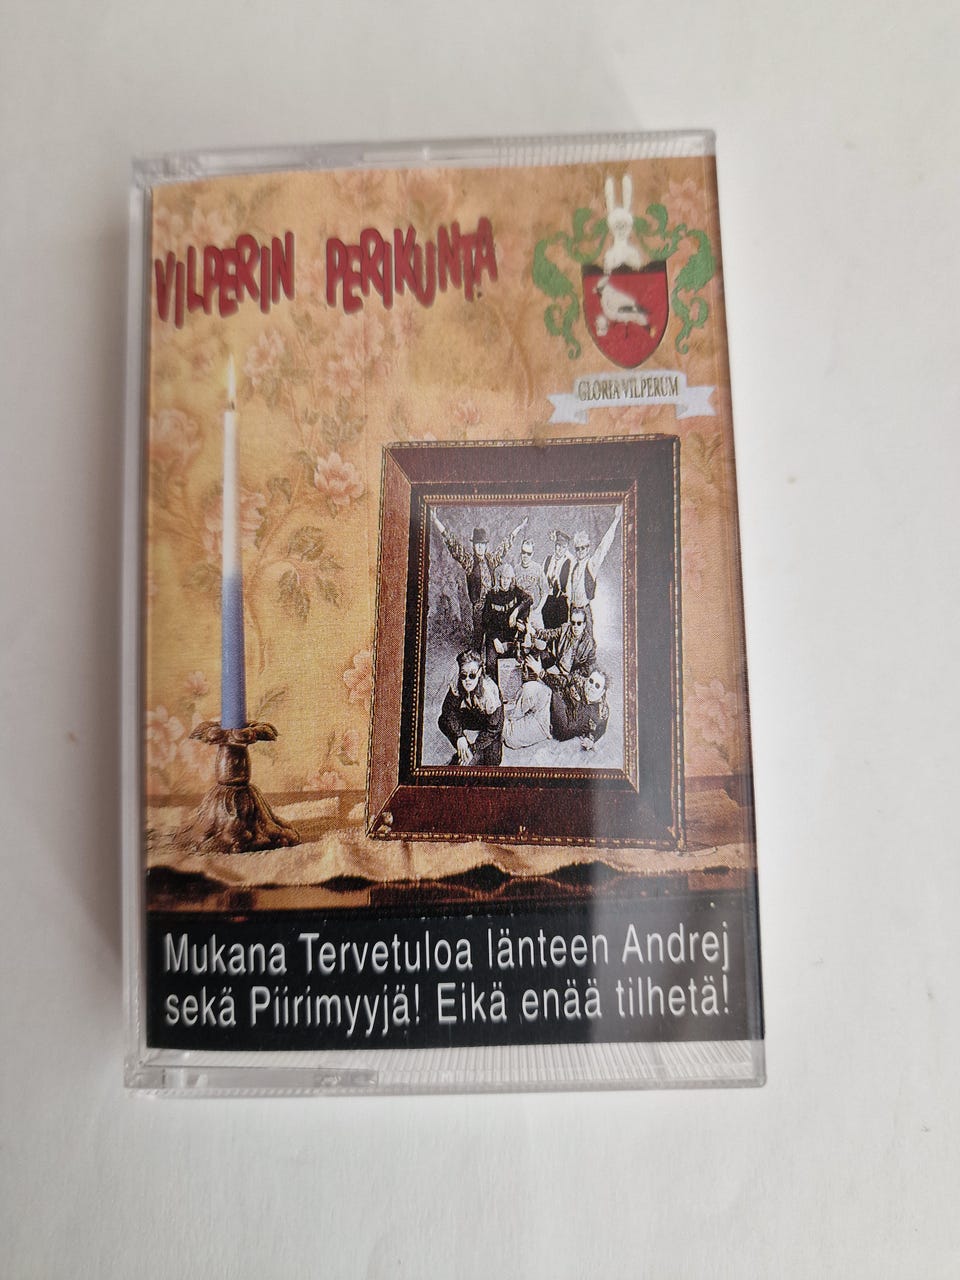 VILPERIN PERIKUNTA
GLORIA VILPERUM
Mukana Tervetuloa länteen Andrej
sekä Piirimyyjä! Eikä enää tilhetä!